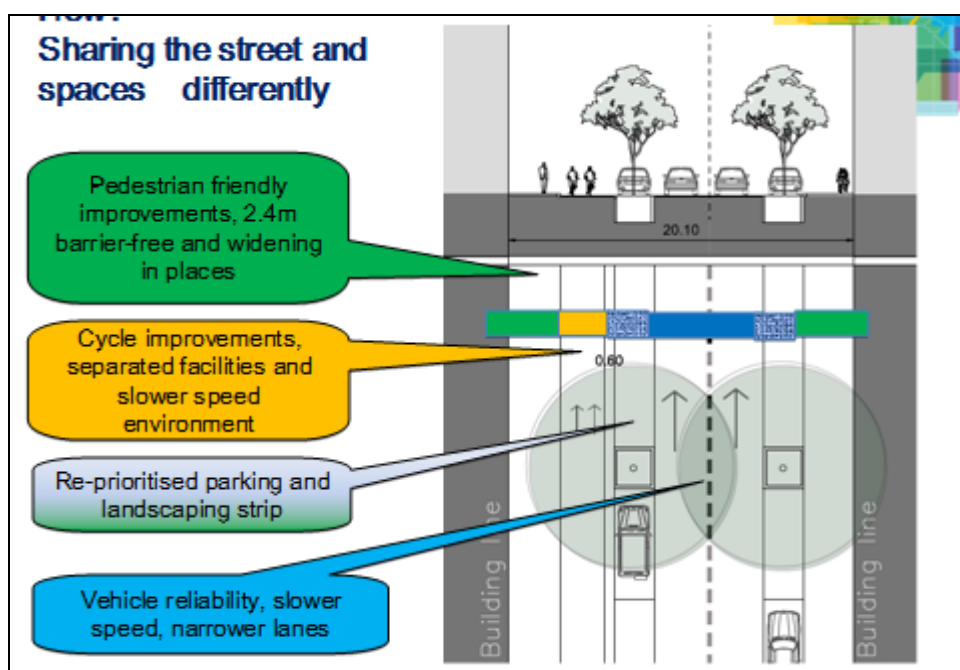 Sharing the street and
spaces differently
Pedestrian friendly
improvements, 2.4m
barrier-free and widening
in places
Cycle improvements,
separated facilities and
slower speed
environment
Re-prioritised parking and
landscaping strip
Vehicle reliability, slower
speed, narrower lanes
20.10
0.60
Building line
Building line